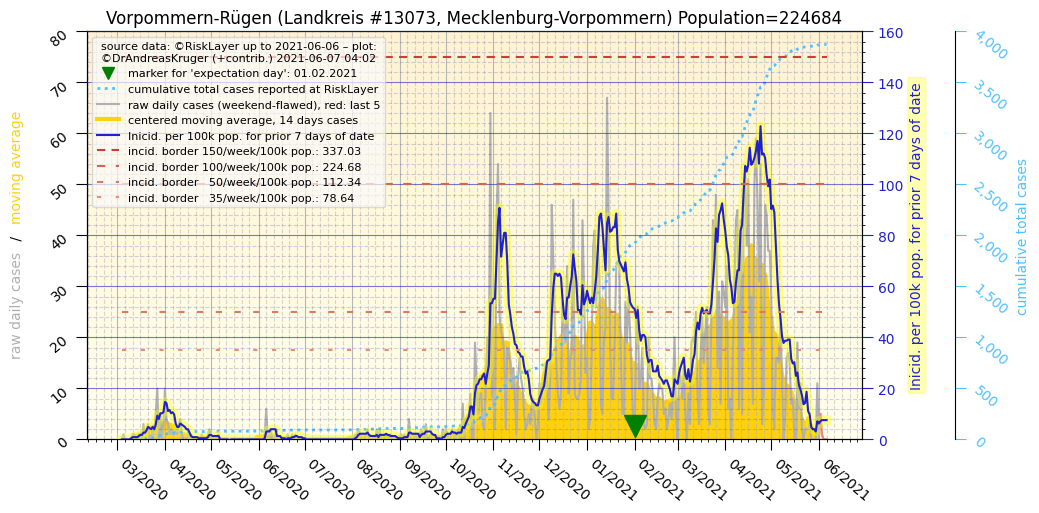 Vorpommern-Rügen (Landkreis #13073, Mecklenburg-Vorpommern) Population=224684
source data: ©RiskLayer up to 2021-06-06 – plot:
©DrAndreasKruger (+contrib.) 2021-06-07 04:02
marker for 'expectation day': 01.02.2021
cumulative total cases reported at RiskLayer
raw daily cases (weekend-flawed), red: last 5
centered moving average, 14 days cases
Inicid. per 100k pop. for prior 7 days of date
incid. border 150/week/100k pop.: 337.03
incid. border 100/week/100k pop.: 224.68
incid. border   50/week/100k pop.: 112.34
incid. border   35/week/100k pop.: 78.64
raw daily cases / moving average
80
70
60
50
40
30
20
10
0
160
140
120
100
80
60
40
20
0
Inicid. per 100k pop. for prior 7 days of date
4,000
3,500
3,000
2,500
2,000
1,500
1,000
500
0
cumulative total cases
03/2020
04/2020
05/2020
06/2020
07/2020
08/2020
09/2020
10/2020
11/2020
12/2020
01/2021
02/2021
03/2021
04/2021
05/2021
06/2021